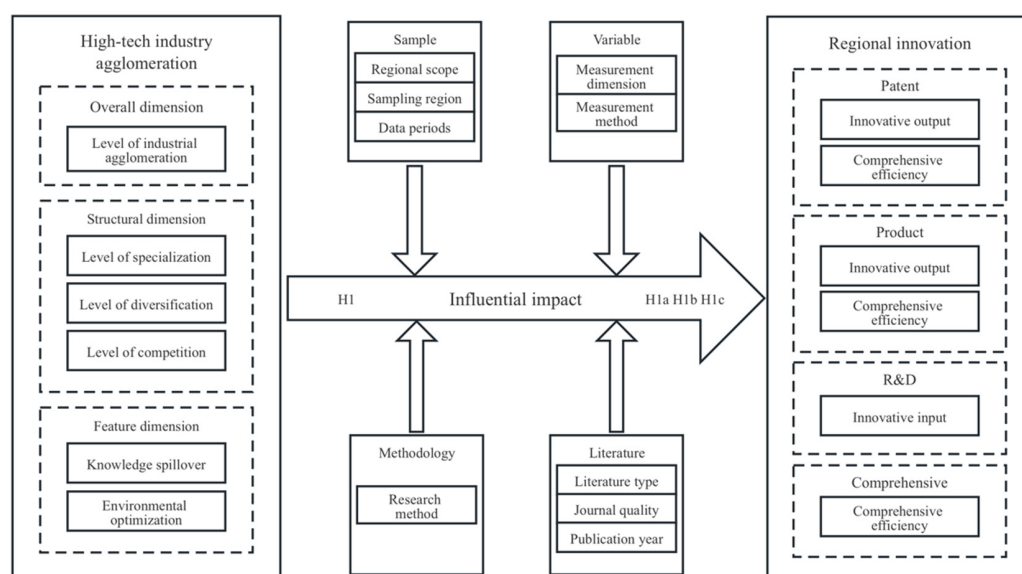 High-tech industry
agglomeration
Overall dimension
Level of industrial
agglomeration
Structural dimension
Level of specialization
Level of diversification
Level of competition
Feature dimension
Knowledge spillover
Environmental
optimization
Sample
Regional scope
Sampling region
Data periods
Variable
Measurement
dimension
Measurement
method
H1 Influential impact H1a H1b H1c
Methodology
Research
method
Literature
Literature type
Journal quality
Publication year
Regional innovation
Patent
Innovative output
Comprehensive
efficiency
Product
Innovative output
Comprehensive
efficiency
R&D
Innovative input
Comprehensive
Comprehensive
efficiency